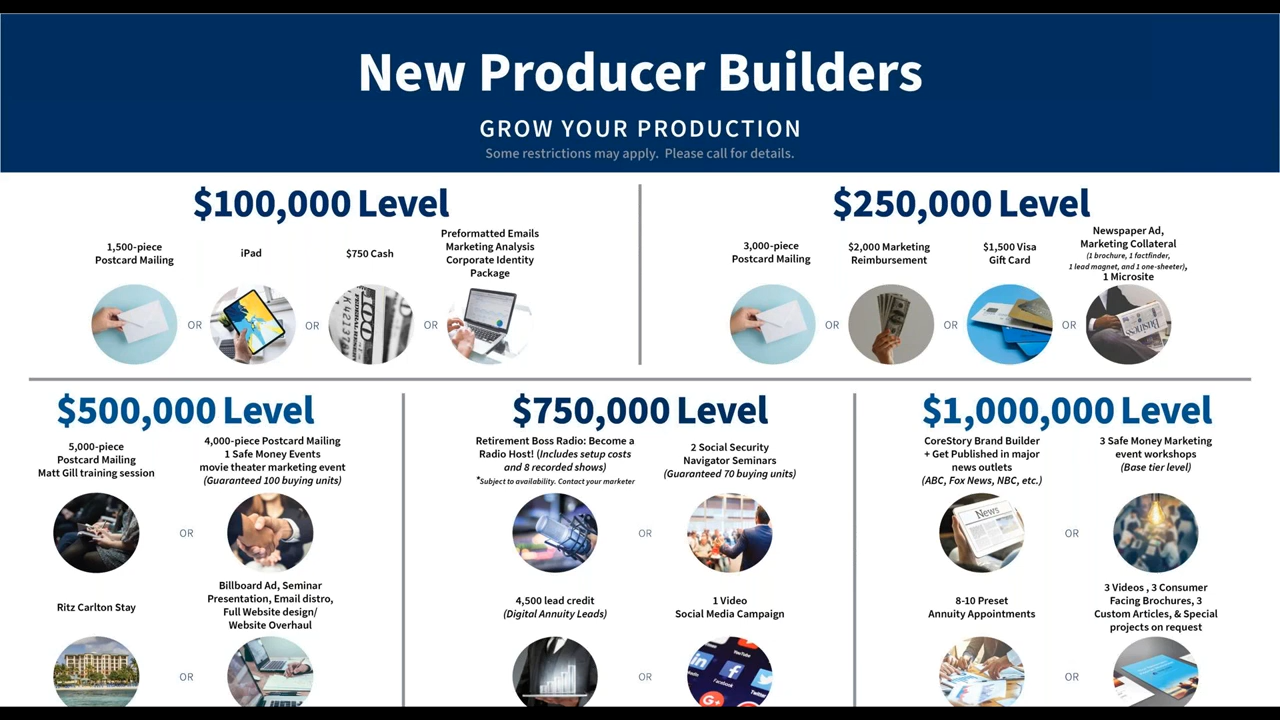 New Producer Builders
GROW YOUR PRODUCTION
Some restrictions may apply.  Please call for details.
$100,000 Level
1,500-piece
Postcard Mailing
OR
iPad
OR
$750 Cash
OR
Preformatted Emails
Marketing Analysis
Corporate Identity
Package
$250,000 Level
3,000-piece
Postcard Mailing
OR
$2,000 Marketing
Reimbursement
OR
$1,500 Visa
Gift Card
OR
Newspaper Ad,
Marketing Collateral
(1 brochure, 1 factfinder,
1 lead magnet, and 1 one-sheeter),
1 Microsite
BUSINESS
$500,000 Level
5,000-piece
Postcard Mailing
Matt Gill training session
OR
4,000-piece Postcard Mailing
1 Safe Money Events
movie theater marketing event
(Guaranteed 100 buying units)
Ritz Carlton Stay
OR
Billboard Ad, Seminar
Presentation, Email distro,
Full Website design/
Website Overhaul
$750,000 Level
Retirement Boss Radio: Become a
Radio Host! (Includes setup costs
and 8 recorded shows)
*Subject to availability. Contact your marketer
OR
2 Social Security
Navigator Seminars
(Guaranteed 70 buying units)
4,500 lead credit
(Digital Annuity Leads)
OR
1 Video
Social Media Campaign
YouTube
Facebook
Twitter
$1,000,000 Level
CoreStory Brand Builder
+ Get Published in major
news outlets
(ABC, Fox News, NBC, etc.)
News
OR
3 Safe Money Marketing
event workshops
(Base tier level)
8-10 Preset
Annuity Appointments
OR
3 Videos , 3 Consumer
Facing Brochures, 3
Custom Articles, & Special
projects on request